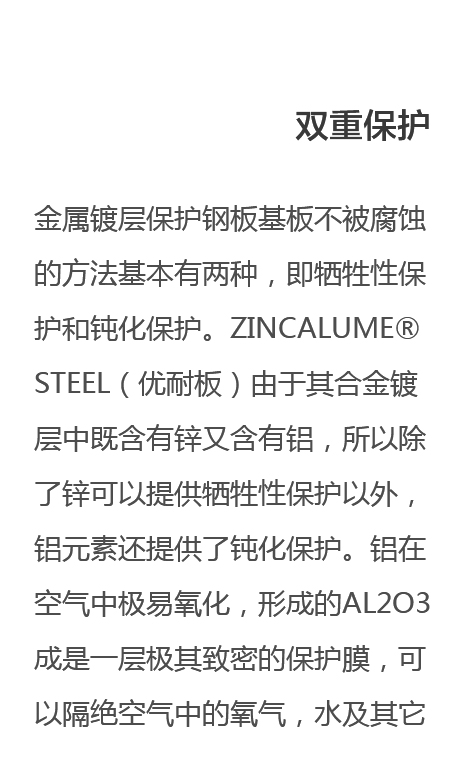 双重保护
金属镀层保护钢板基板不被腐蚀
的方法基本有两种，即牺牲性保
护和钝化保护。ZINCALUME®
STEEL（优耐板）由于其合金镀
层中既含有锌又含有铝，所以除
了锌可以提供牺牲性保护以外，
铝元素还提供了钝化保护。铝在
空气中极易氧化，形成的AL2O3
成是一层极其致密的保护膜，可
以隔绝空气中的氧气，水及其它